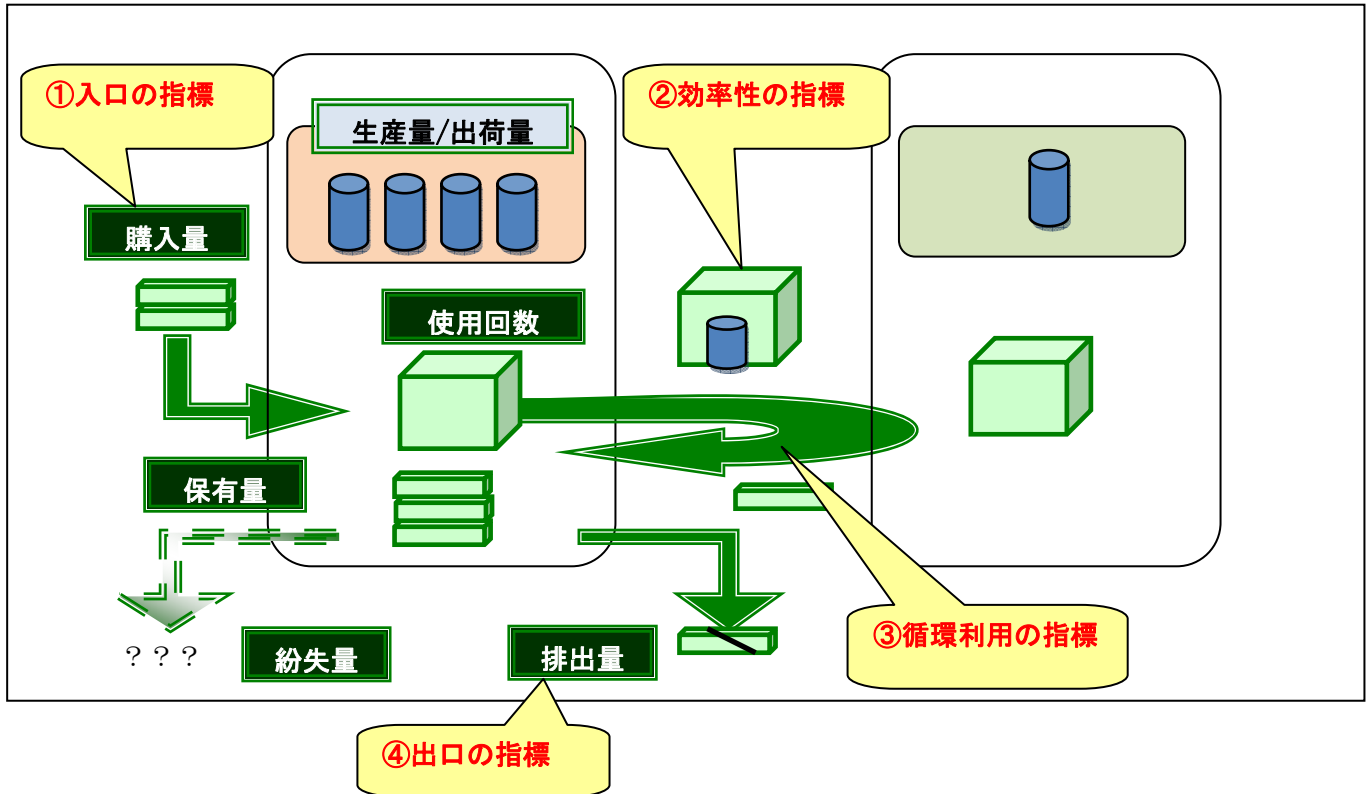 ①入口の指標
②効率性の指標
生産量/出荷量
購入量
使用回数
保有量
③循環利用の指標
？？？
紛失量
排出量
④出口の指標